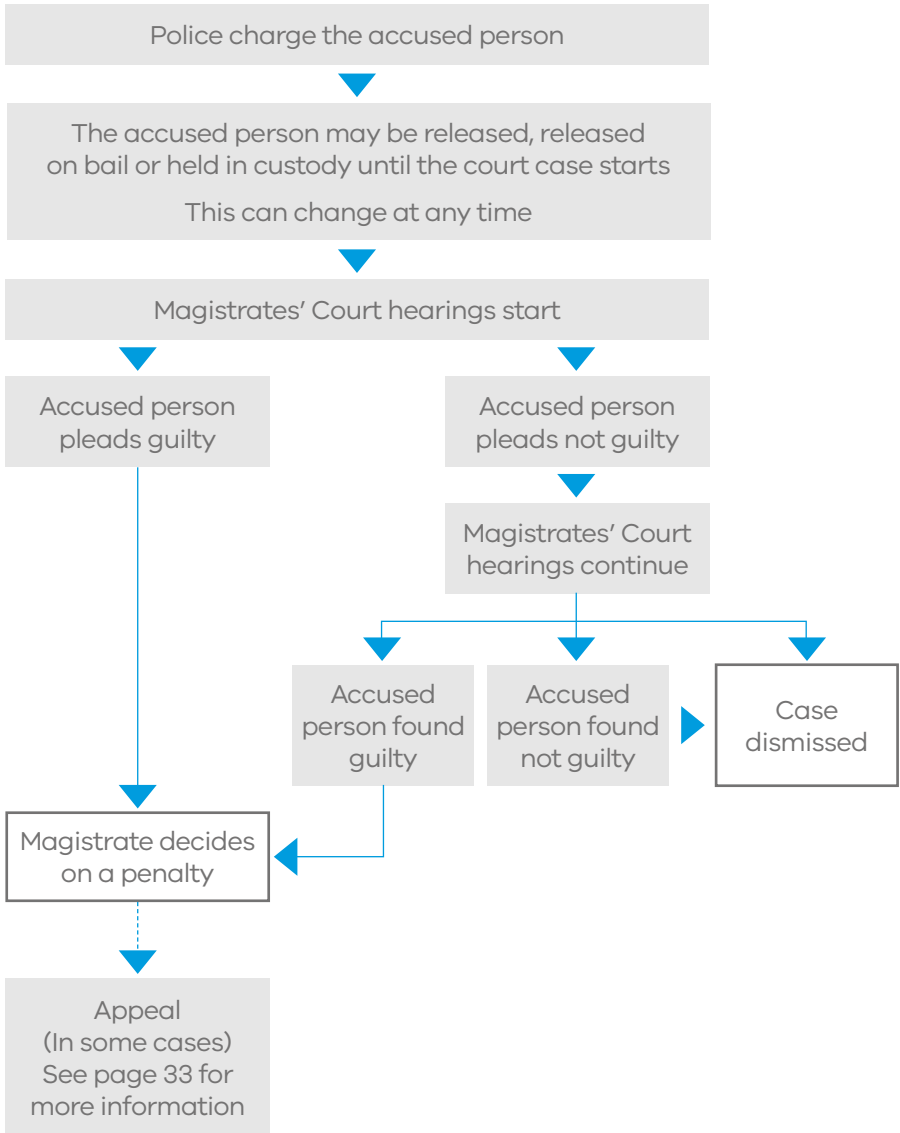 Police charge the accused person
The accused person may be released, released
on bail or held in custody until the court case starts
This can change at any time
Magistrates’ Court hearings start
Accused person
pleads guilty
Accused person
pleads not guilty
Magistrates’ Court
hearings continue
Accused
person found
guilty
Accused
person found
not guilty
Case
dismissed
Magistrate decides
on a penalty
Appeal
(In some cases)
See page 33 for
more information